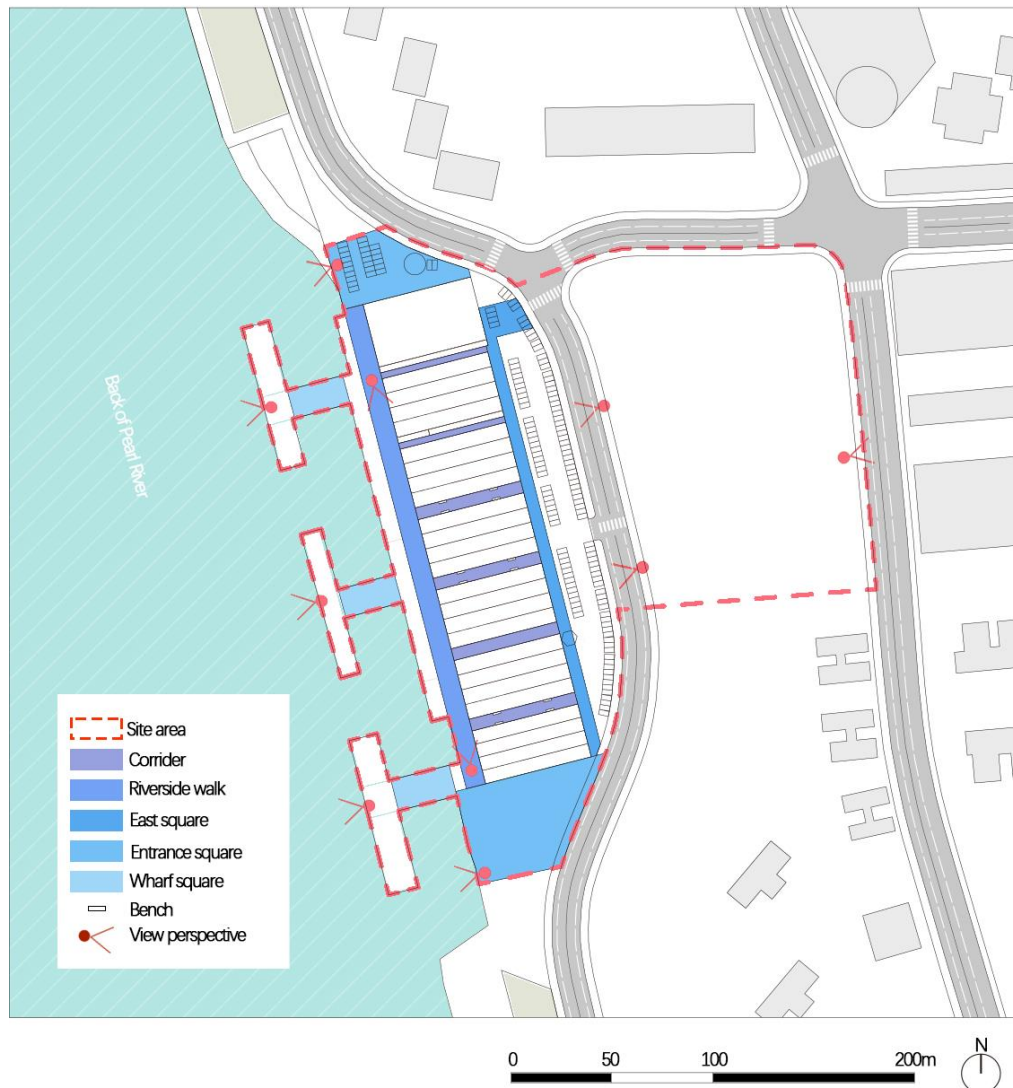 Back of Pearl River
Site area
Corrider
Riverside walk
East square
Entrance square
Wharf square
Bench
View perspective
0 50 100 200m
N